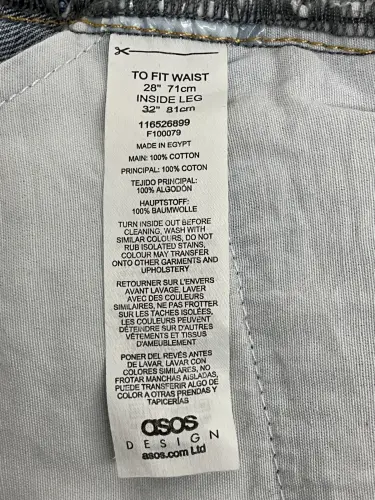 TO FIT WAIST
28" 71cm
INSIDE LEG
32" 81cm
116526899
F100079
MADE IN EGYPT
MAIN: 100% COTTON
PRINCIPAL: 100% COTON
TEJIDO PRINCIPAL:
100% ALGODÓN
HAUPTSTOFF:
100% BAUMWOLLE
TURN INSIDE OUT BEFORE
CLEANING, WASH WITH
SIMILAR COLOURS, DO NOT
RUB ISOLATED STAINS,
COLOUR MAY TRANSFER
ONTO OTHER GARMENTS AND
UPHOLSTERY
RETOURNER SUR L'ENVERS
AVANT LAVAGE, LAVER
AVEC DES COULEURS
SIMILAIRES, NE PAS FROTTER
SUR LES TACHES ISOLÉES,
LES COULEURS PEUVENT
DÉTEINDRE SUR D'AUTRES
VÊTEMENTS ET TISSUS
D'AMEUBLEMENT
PONER DEL REVÉS ANTES
DE LAVAR, LAVAR CON
COLORES SIMILARES, NO
FROTAR MANCHAS AISLADAS,
PUEDE TRANSFERIR ALGO DE
COLOR A OTRAS PRENDAS Y
TAPICERÍAS
asos
DESIGN
asos.com Ltd